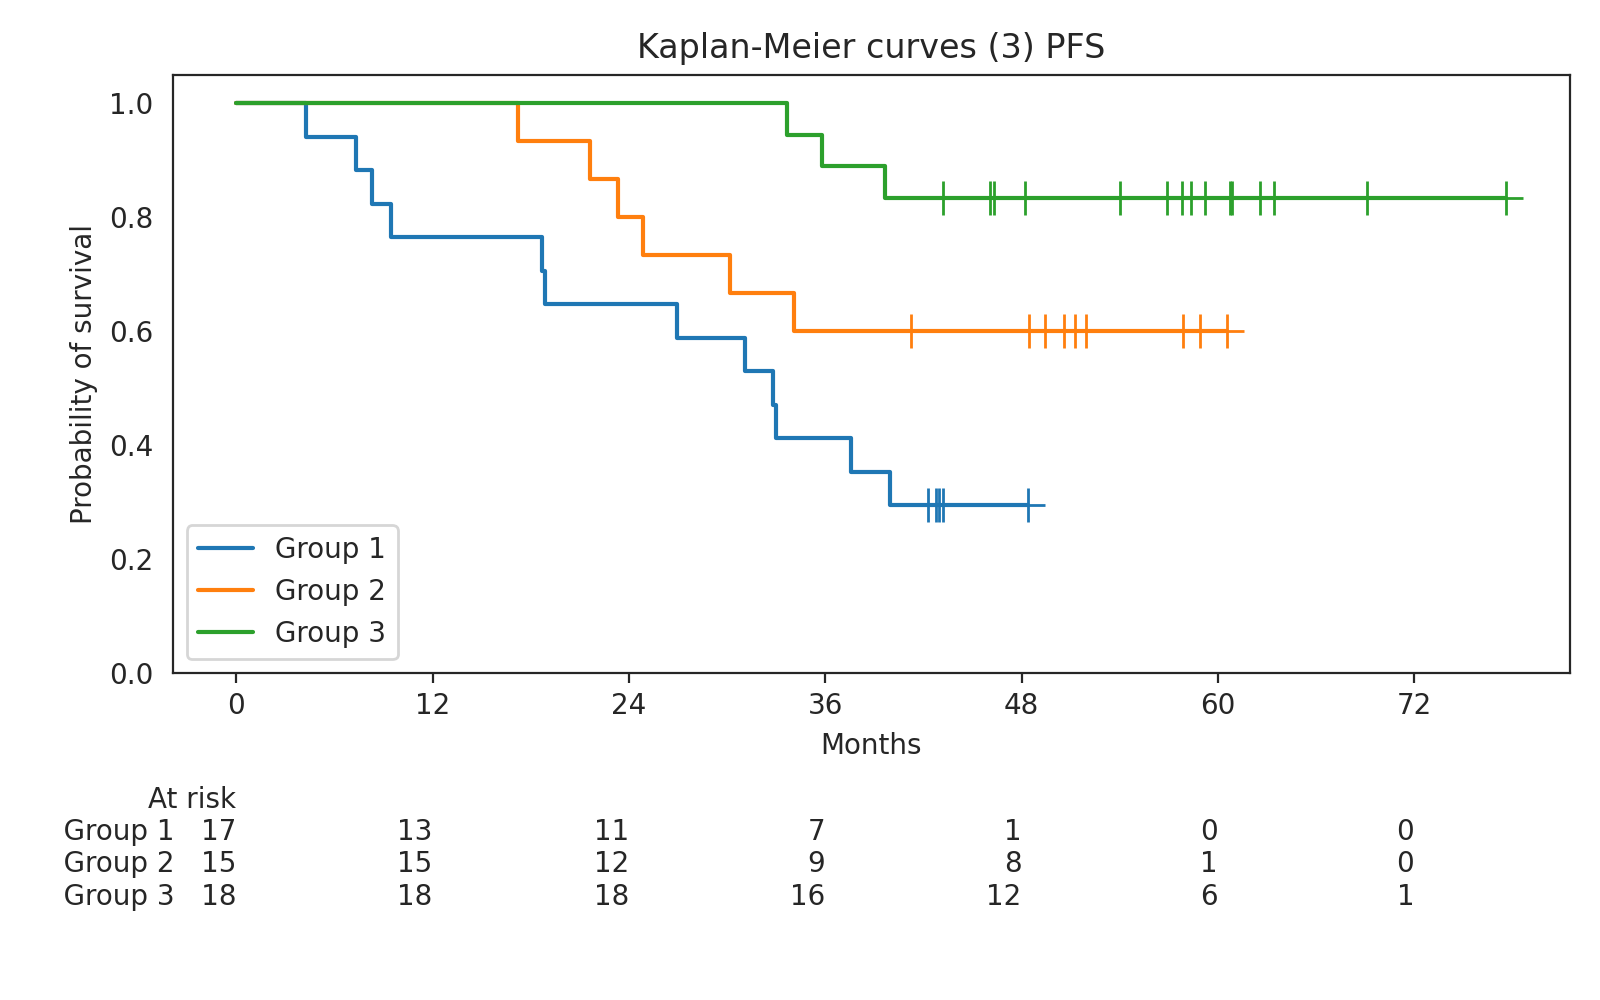 Kaplan-Meier curves (3) PFS
Probability of survival
1.0
0.8
0.6
0.4
0.2
0.0
Group 1
Group 2
Group 3
0 12 24 36 48 60 72
Months
At risk
Group 1 17 13 11 7 1 0 0
Group 2 15 15 12 9 8 1 0
Group 3 18 18 18 16 12 6 1